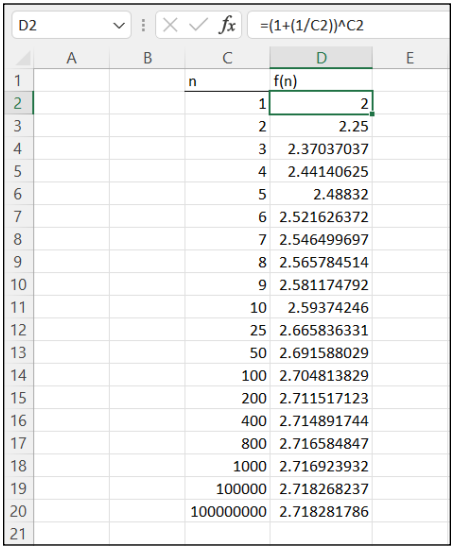 D2 fx =(1+(1/C2))^C2
A B C D E
1 n f(n)
2 1 2
3 2 2.25
4 3 2.37037037
5 4 2.44140625
6 5 2.48832
7 6 2.521626372
8 7 2.546499697
9 8 2.565784514
10 9 2.581174792
11 10 2.59374246
12 25 2.665836331
13 50 2.691588029
14 100 2.704813829
15 200 2.711517123
16 400 2.714891744
17 800 2.716584847
18 1000 2.716923932
19 100000 2.718268237
20 100000000 2.718281786
21